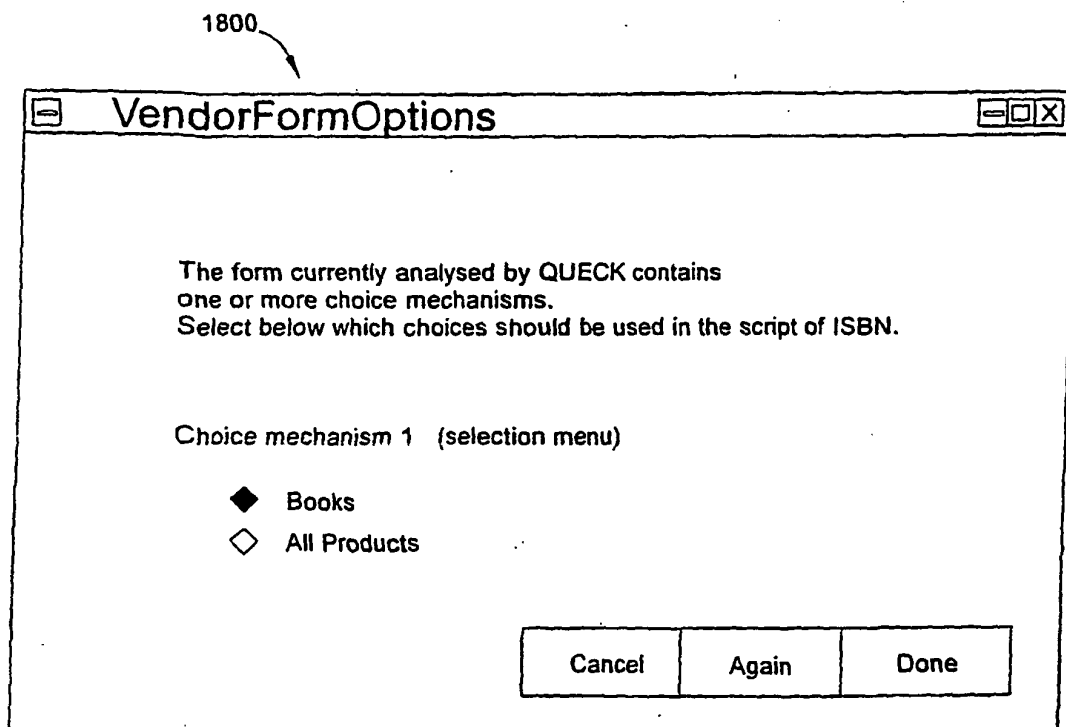 1800
VendorFormOptions
The form currently analysed by QUECK contains
one or more choice mechanisms.
Select below which choices should be used in the script of ISBN.
Choice mechanism 1 (selection menu)
Books
All Products
Cancel Again Done